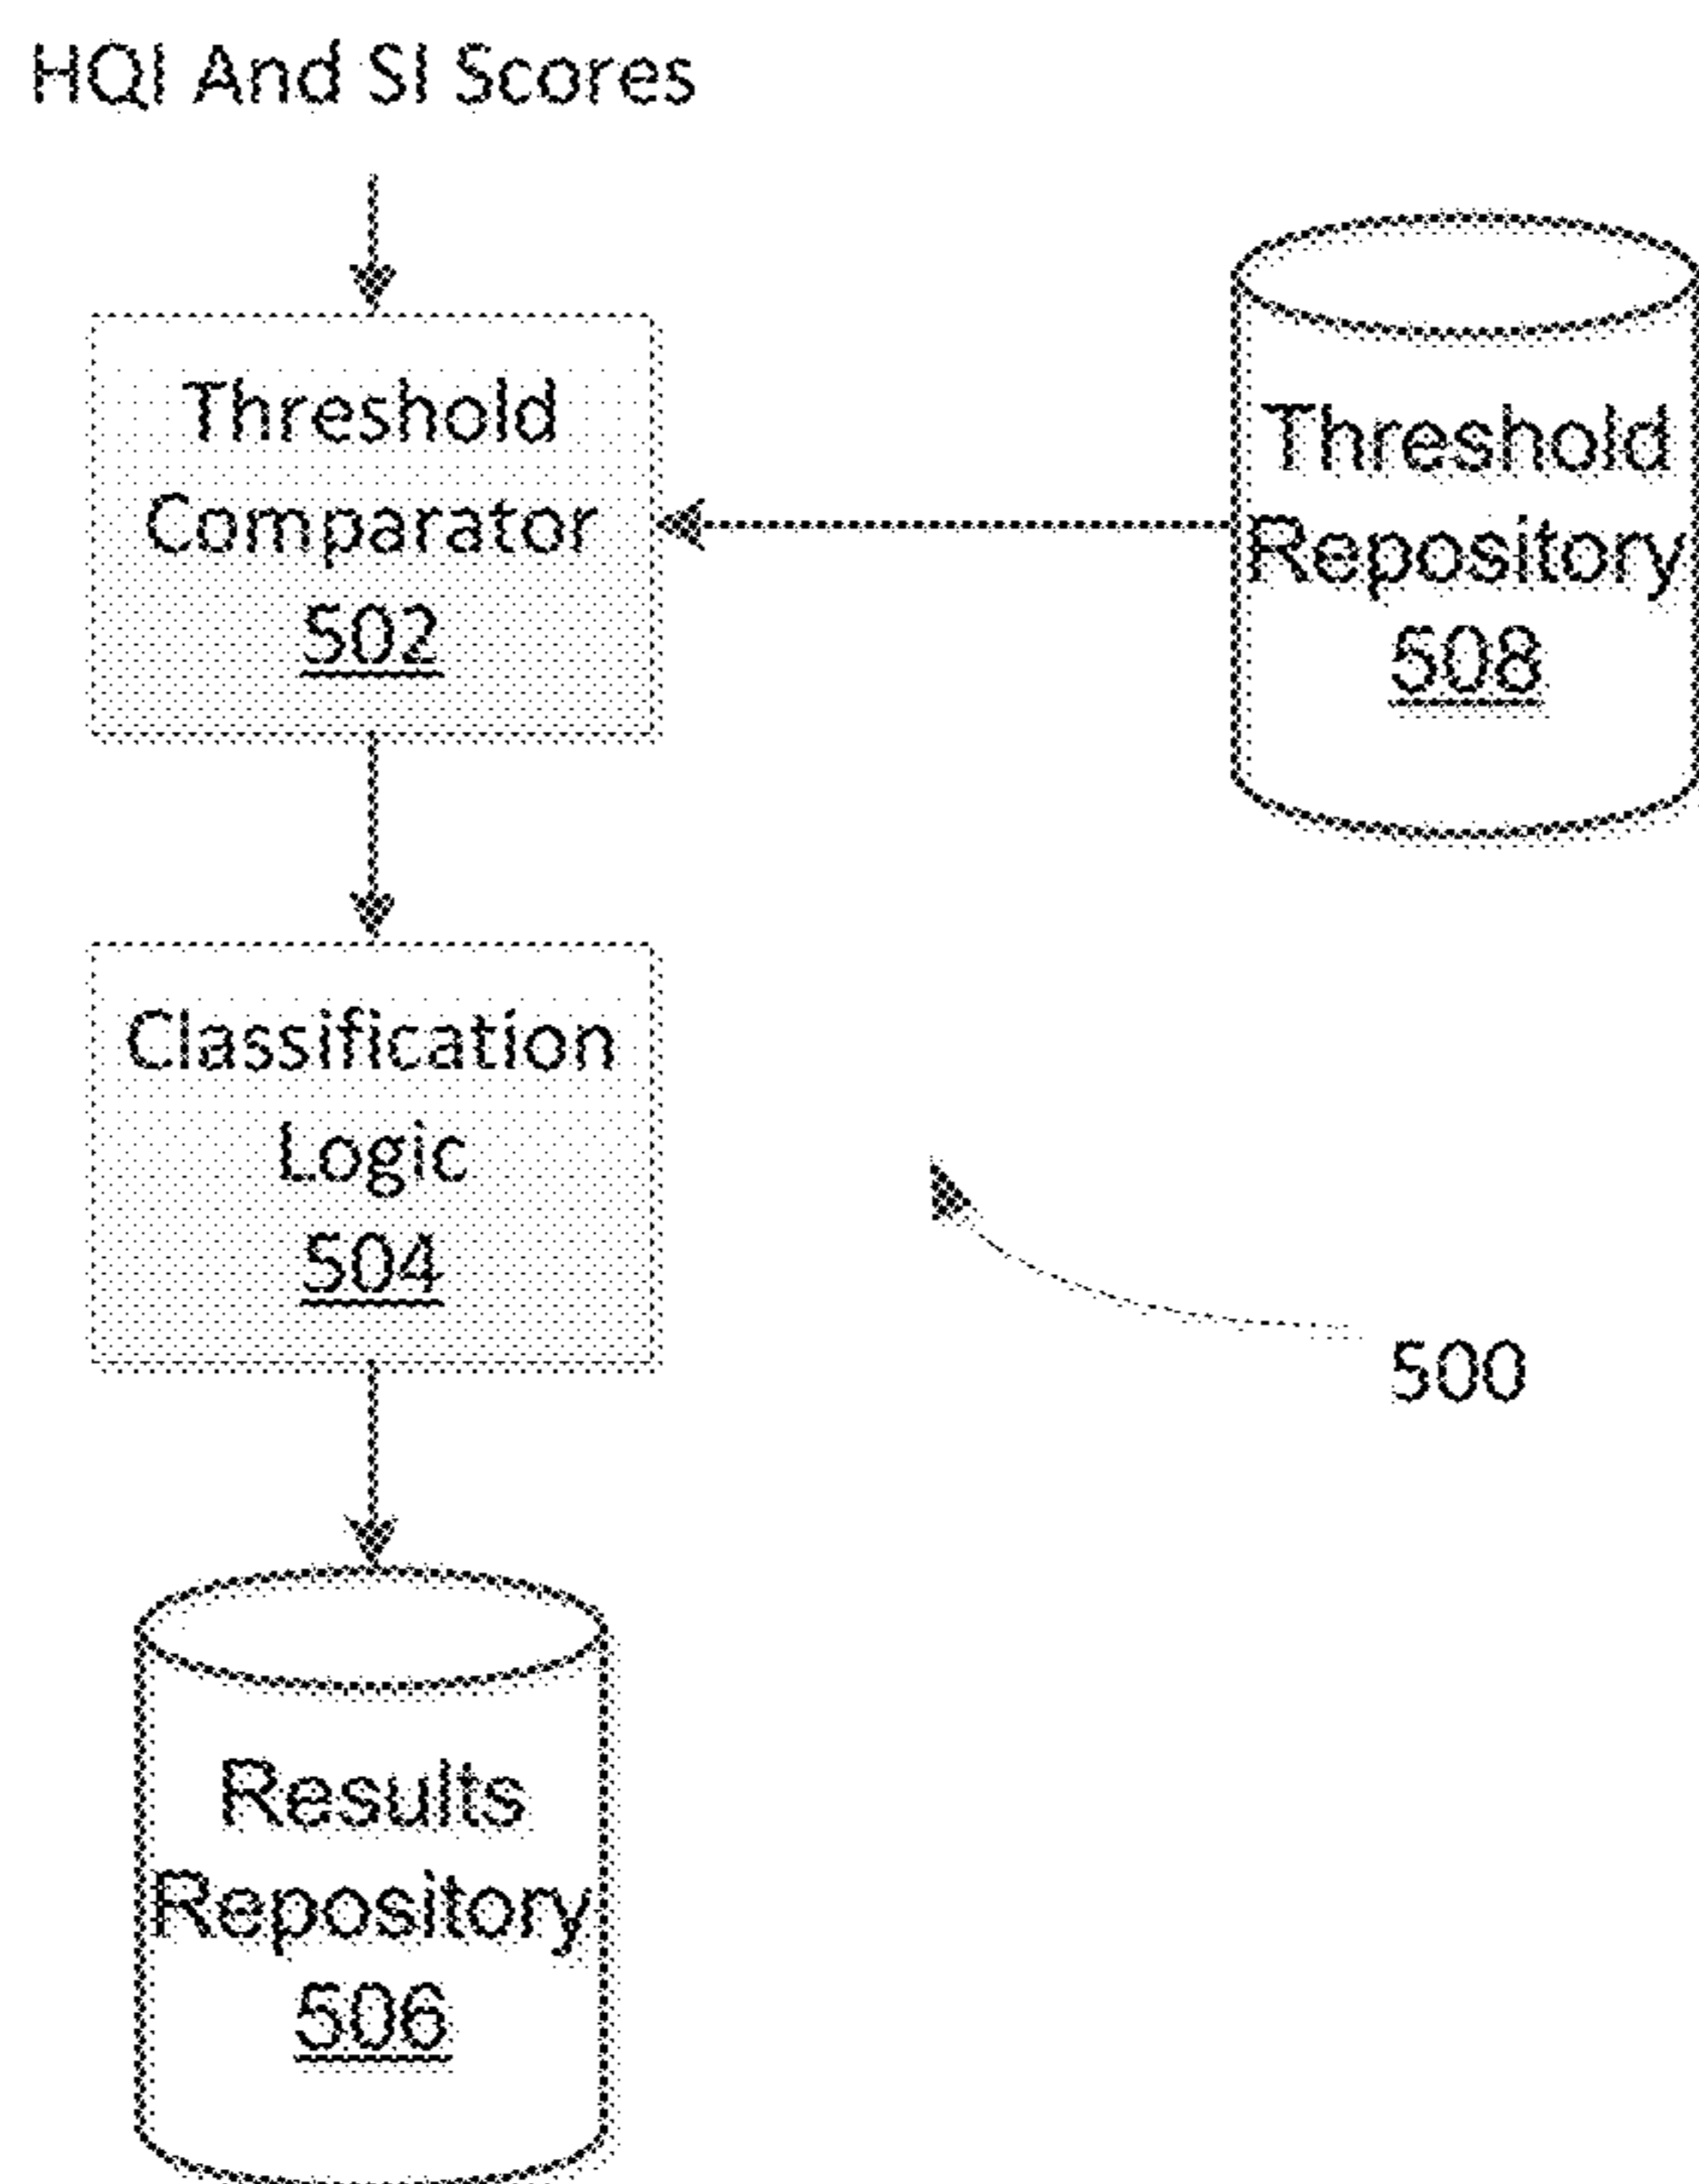 HQI And SI Scores
Threshold
Comparator
502
Threshold
Repository
508
Classification
Logic
504
500
Results
Repository
506